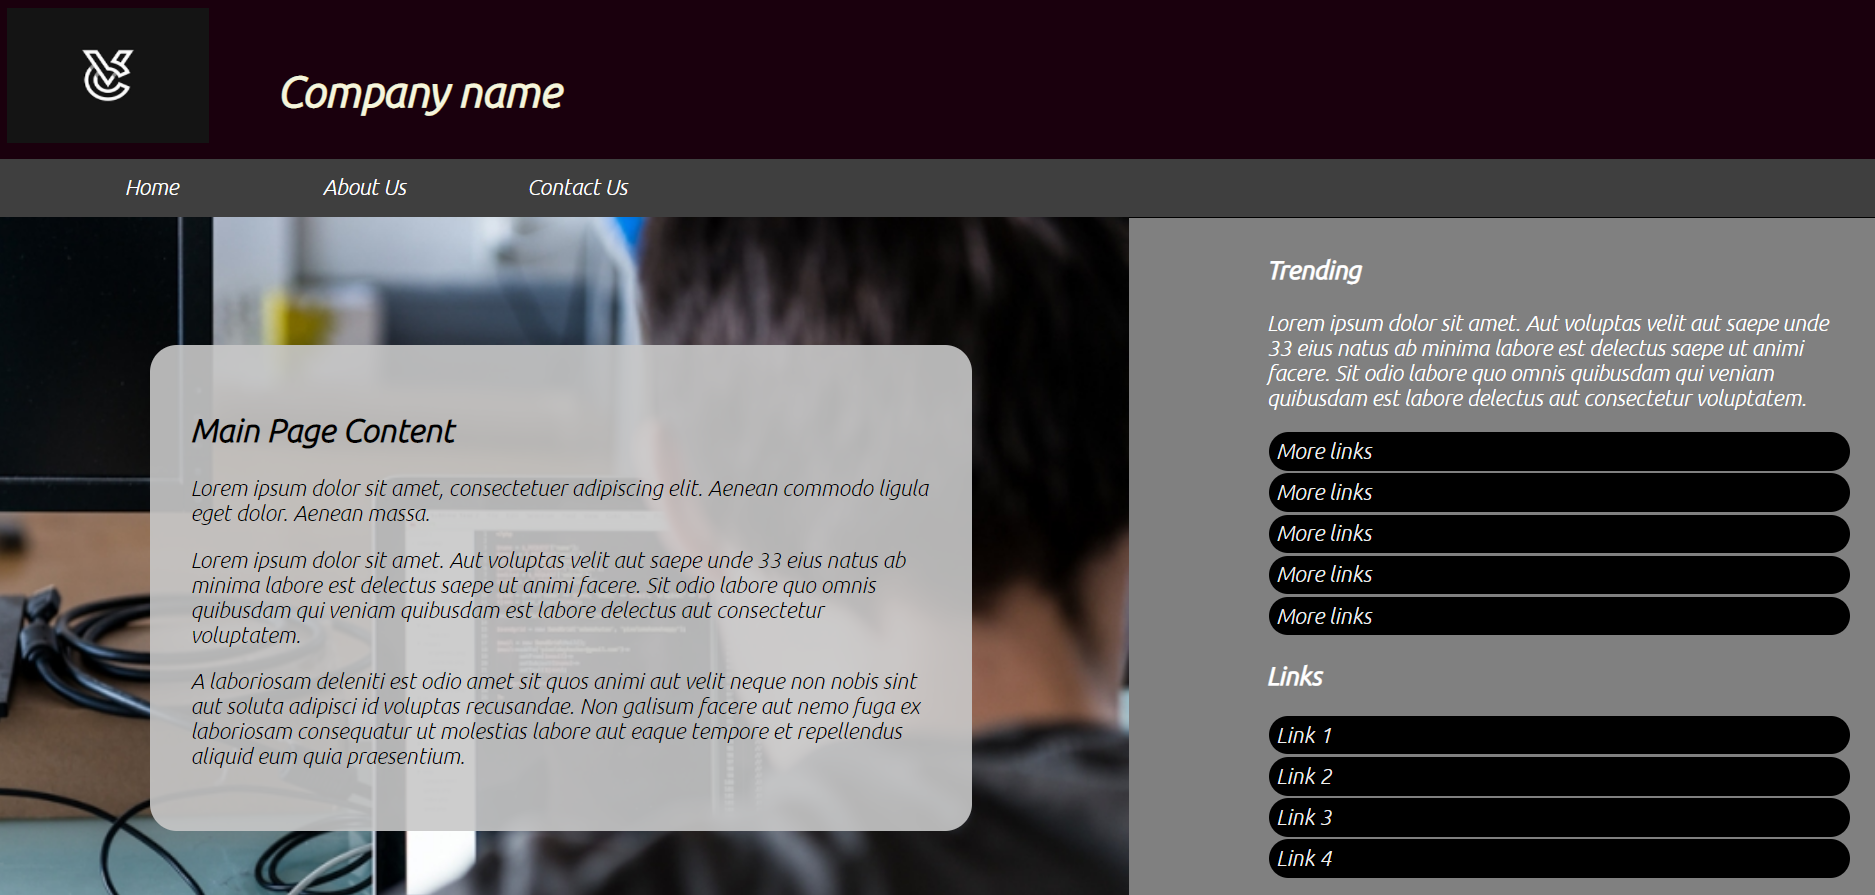 Company name
Home
About Us
Contact Us
Main Page Content
Lorem ipsum dolor sit amet, consectetuer adipiscing elit. Aenean commodo ligula
eget dolor. Aenean massa.
Lorem ipsum dolor sit amet. Aut voluptas velit aut saepe unde 33 eius natus ab
minima labore est delectus saepe ut animi facere. Sit odio labore quo omnis
quibusdam qui veniam quibusdam est labore delectus aut consectetur
voluptatem.
A laboriosam deleniti est odio amet sit quos animi aut velit neque non nobis sint
aut soluta adipisci id voluptas recusandae. Non galisum facere aut nemo fuga ex
laboriosam consequatur ut molestias labore aut eaque tempore et repellendus
aliquid eum quia praesentium.
Trending
Lorem ipsum dolor sit amet. Aut voluptas velit aut saepe unde
33 eius natus ab minima labore est delectus saepe ut animi
facere. Sit odio labore quo omnis quibusdam qui veniam
quibusdam est labore delectus aut consectetur voluptatem.
More links
More links
More links
More links
More links
Links
Link 1
Link 2
Link 3
Link 4